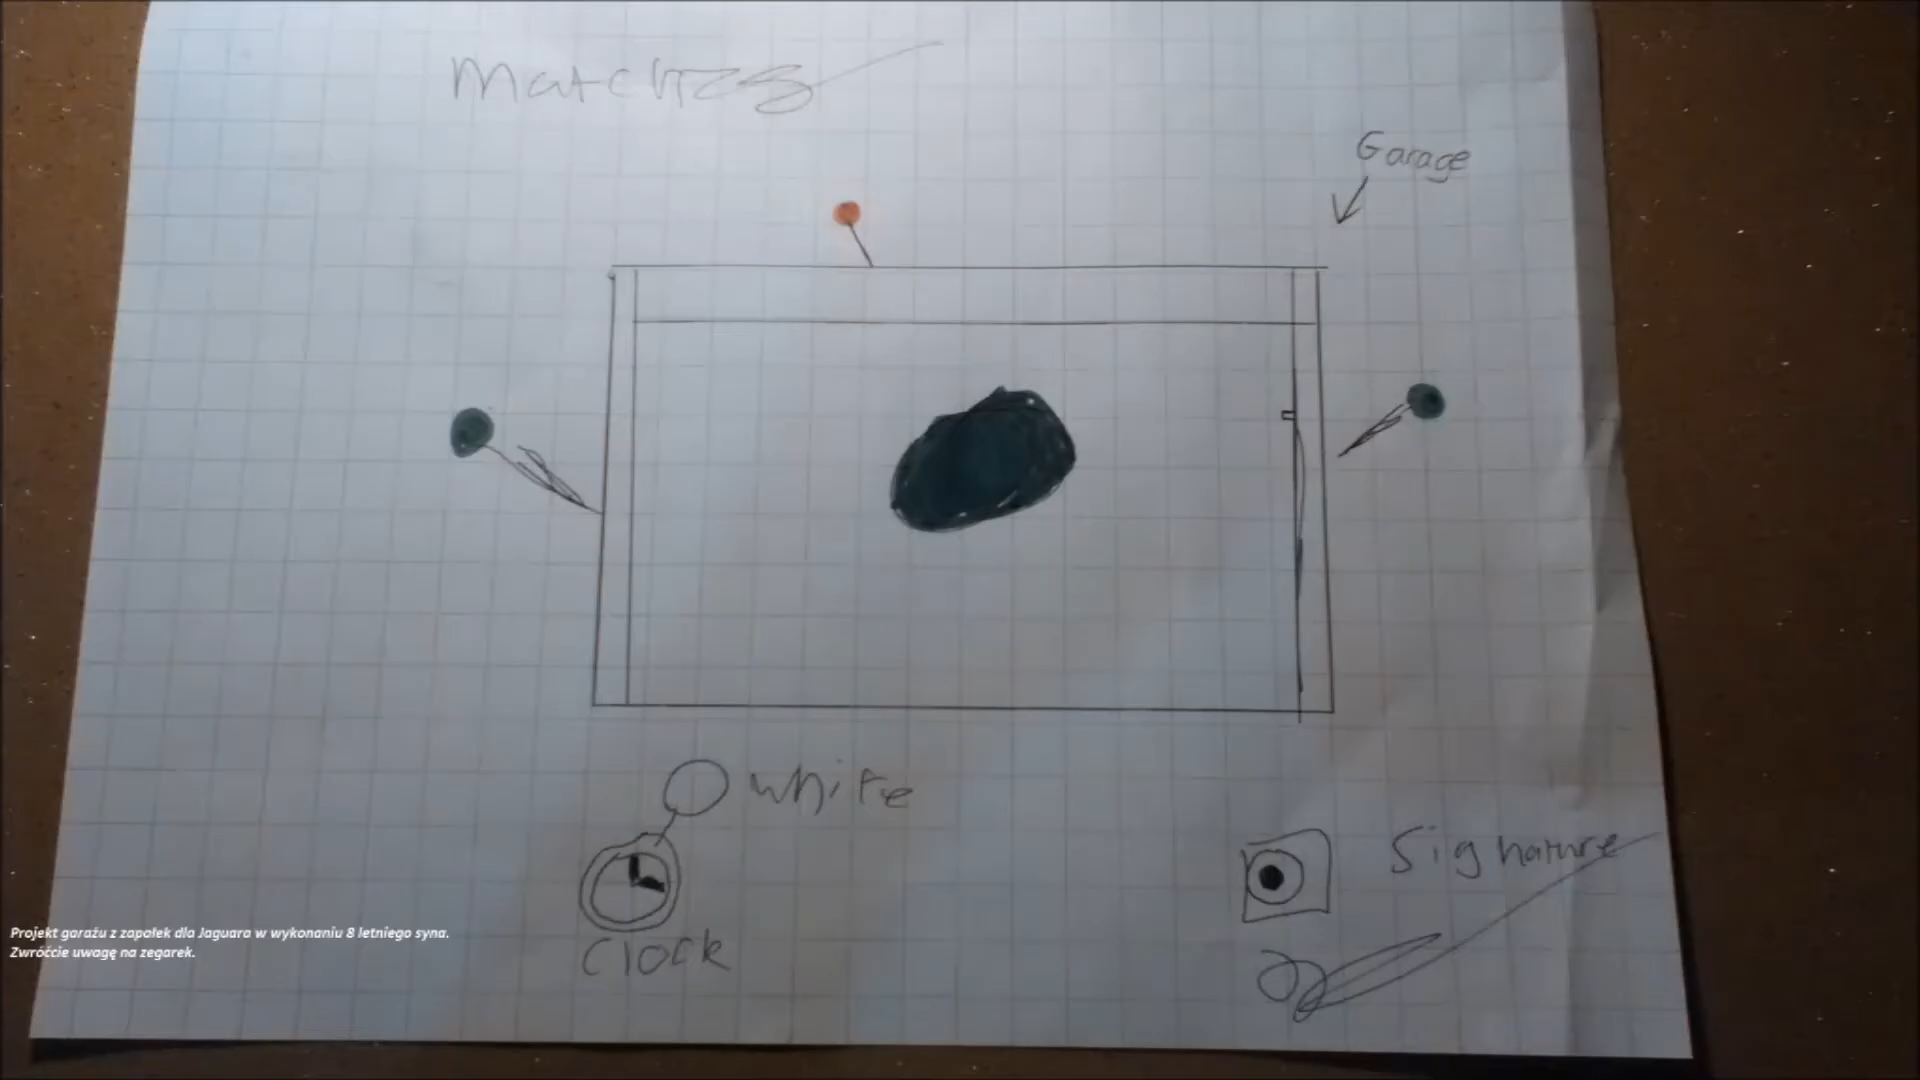 Matches
Garage
White
Signature
Clock
Projekt garażu z zapałek dla Jaguara w wykonaniu 8 letniego syna.
Zwróćcie uwagę na zegarek.